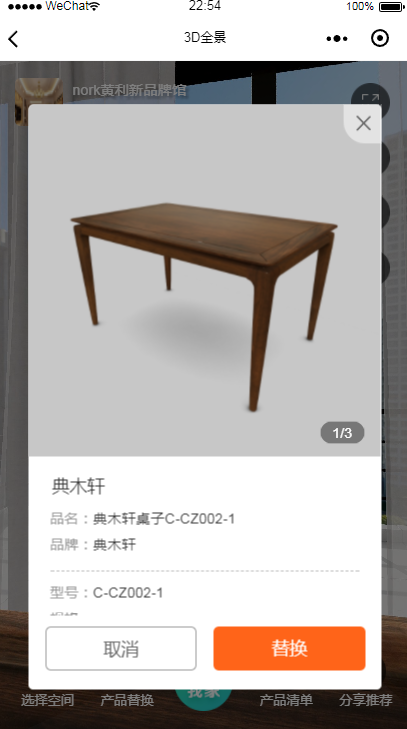 WeChat
22:54
100%
3D全景
nork黄利新品牌馆
1/3
典木轩
品名：典木轩桌子C-CZ002-1
品牌：典木轩
型号：C-CZ002-1
取消
替换
选择空间
产品替换
我家
产品清单
分享推荐